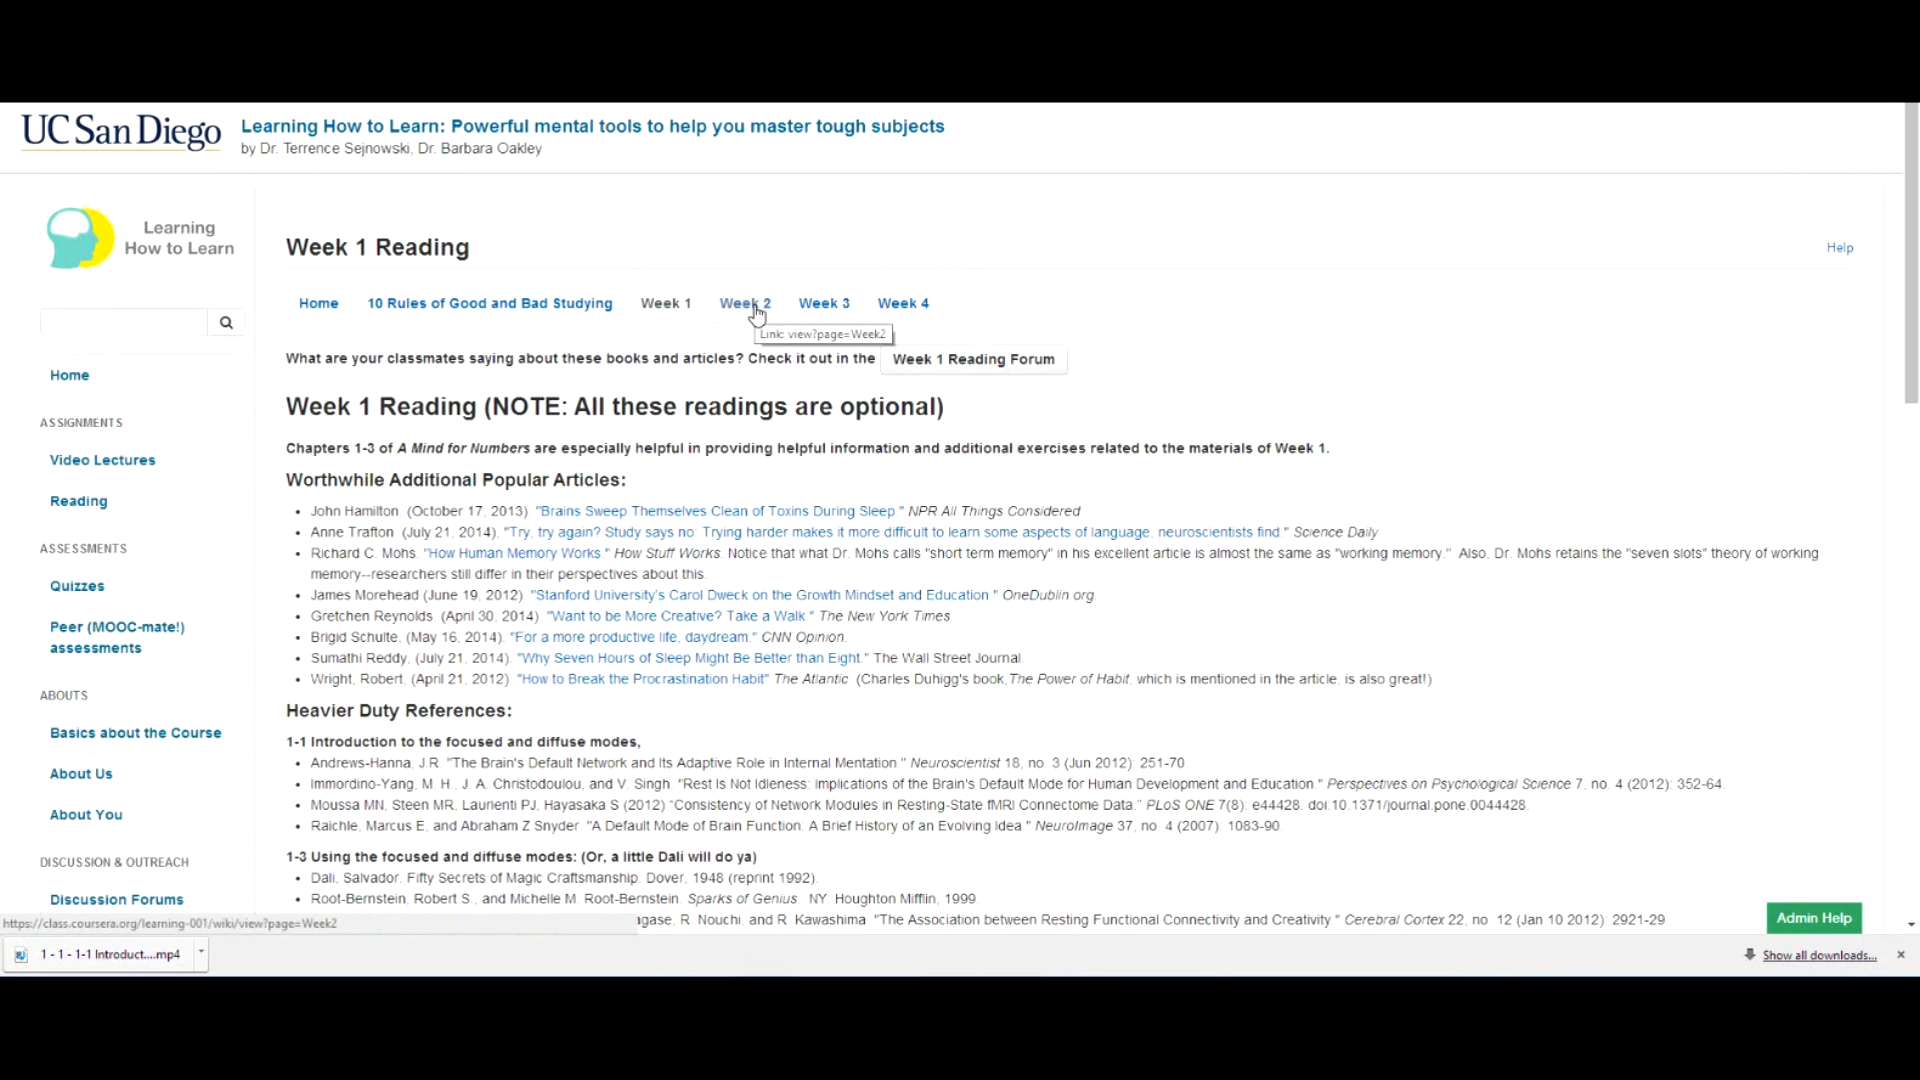 UC San Diego
Learning How to Learn: Powerful mental tools to help you master tough subjects
by Dr. Terrence Sejnowski, Dr. Barbara Oakley
Learning
How to Learn
Week 1 Reading
Help
Home
10 Rules of Good and Bad Studying
Week 1
Week 2
Week 3
Week 4
Link: view?page=Week2
What are your classmates saying about these books and articles? Check it out in the
Week 1 Reading Forum
Home
ASSIGNMENTS
Video Lectures
Reading
ASSESSMENTS
Quizzes
Peer (MOOC-mate!)
assessments
ABOUTS
Basics about the Course
About Us
About You
DISCUSSION & OUTREACH
Discussion Forums
Week 1 Reading (NOTE: All these readings are optional)
Chapters 1-3 of A Mind for Numbers are especially helpful in providing helpful information and additional exercises related to the materials of Week 1.
Worthwhile Additional Popular Articles:
John Hamilton. (October 17, 2013). "Brains Sweep Themselves Clean of Toxins During Sleep." NPR All Things Considered
Anne Trafton. (July 21, 2014), "Try, try again? Study says no: Trying harder makes it more difficult to learn some aspects of language, neuroscientists find." Science Daily
Richard C. Mohs. "How Human Memory Works." How Stuff Works. Notice that what Dr. Mohs calls "short term memory" in his excellent article is almost the same as "working memory." Also, Dr. Mohs retains the "seven slots" theory of working
memory--researchers still differ in their perspectives about this.
James Morehead (June 19, 2012). "Stanford University's Carol Dweck on the Growth Mindset and Education." OneDublin.org.
Gretchen Reynolds. (April 30, 2014). "Want to be More Creative? Take a Walk." The New York Times
Brigid Schulte, (May 16, 2014). "For a more productive life, daydream." CNN Opinion.
Sumathi Reddy, (July 21, 2014). "Why Seven Hours of Sleep Might Be Better than Eight." The Wall Street Journal.
Wright, Robert, (April 21, 2012). "How to Break the Procrastination Habit" The Atlantic (Charles Duhigg's book, The Power of Habit, which is mentioned in the article, is also great!)
Heavier Duty References:
1-1 Introduction to the focused and diffuse modes,
Andrews-Hanna, J.R. "The Brain's Default Network and Its Adaptive Role in Internal Mentation." Neuroscientist 18, no. 3 (Jun 2012): 251-70.
Immordino-Yang, M. H., J. A. Christodoulou, and V. Singh. "Rest Is Not Idleness: Implications of the Brain's Default Mode for Human Development and Education." Perspectives on Psychological Science 7, no. 4 (2012): 352-64.
Moussa MN, Steen MR, Laurienti PJ, Hayasaka S (2012) "Consistency of Network Modules in Resting-State fMRI Connectome Data." PLoS ONE 7(8): e44428. doi:10.1371/journal.pone.0044428.
Raichle, Marcus E, and Abraham Z Snyder. "A Default Mode of Brain Function: A Brief History of an Evolving Idea." NeuroImage 37, no. 4 (2007): 1083-90.
1-3 Using the focused and diffuse modes: (Or, a little Dali will do ya)
Dali, Salvador. Fifty Secrets of Magic Craftsmanship. Dover, 1948 (reprint 1992).
Root-Bernstein, Robert S., and Michelle M. Root-Bernstein. Sparks of Genius. NY: Houghton Mifflin, 1999.
agase, R. Nouchi, and R. Kawashima. "The Association between Resting Functional Connectivity and Creativity." Cerebral Cortex 22, no. 12 (Jan 10 2012): 2921-29.
Admin Help
https://class.coursera.org/learning-001/wiki/view?page=Week2
1 - 1 - 1-1 Introduct....mp4
Show all downloads...